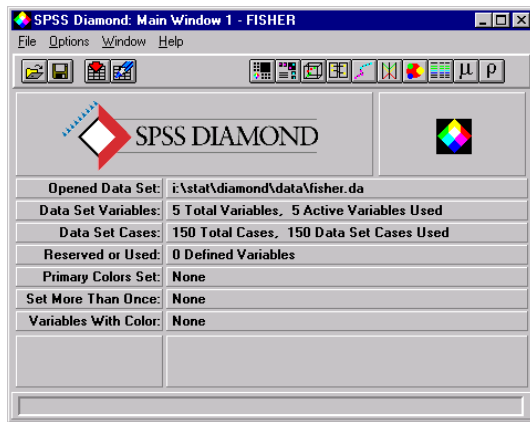 SPSS Diamond: Main Window 1 - FISHER
File Options Window Help
μ ρ
SPSS DIAMOND
Opened Data Set: i:\stat\diamond\data\fisher.da
Data Set Variables: 5 Total Variables, 5 Active Variables Used
Data Set Cases: 150 Total Cases, 150 Data Set Cases Used
Reserved or Used: 0 Defined Variables
Primary Colors Set: None
Set More Than Once: None
Variables With Color: None